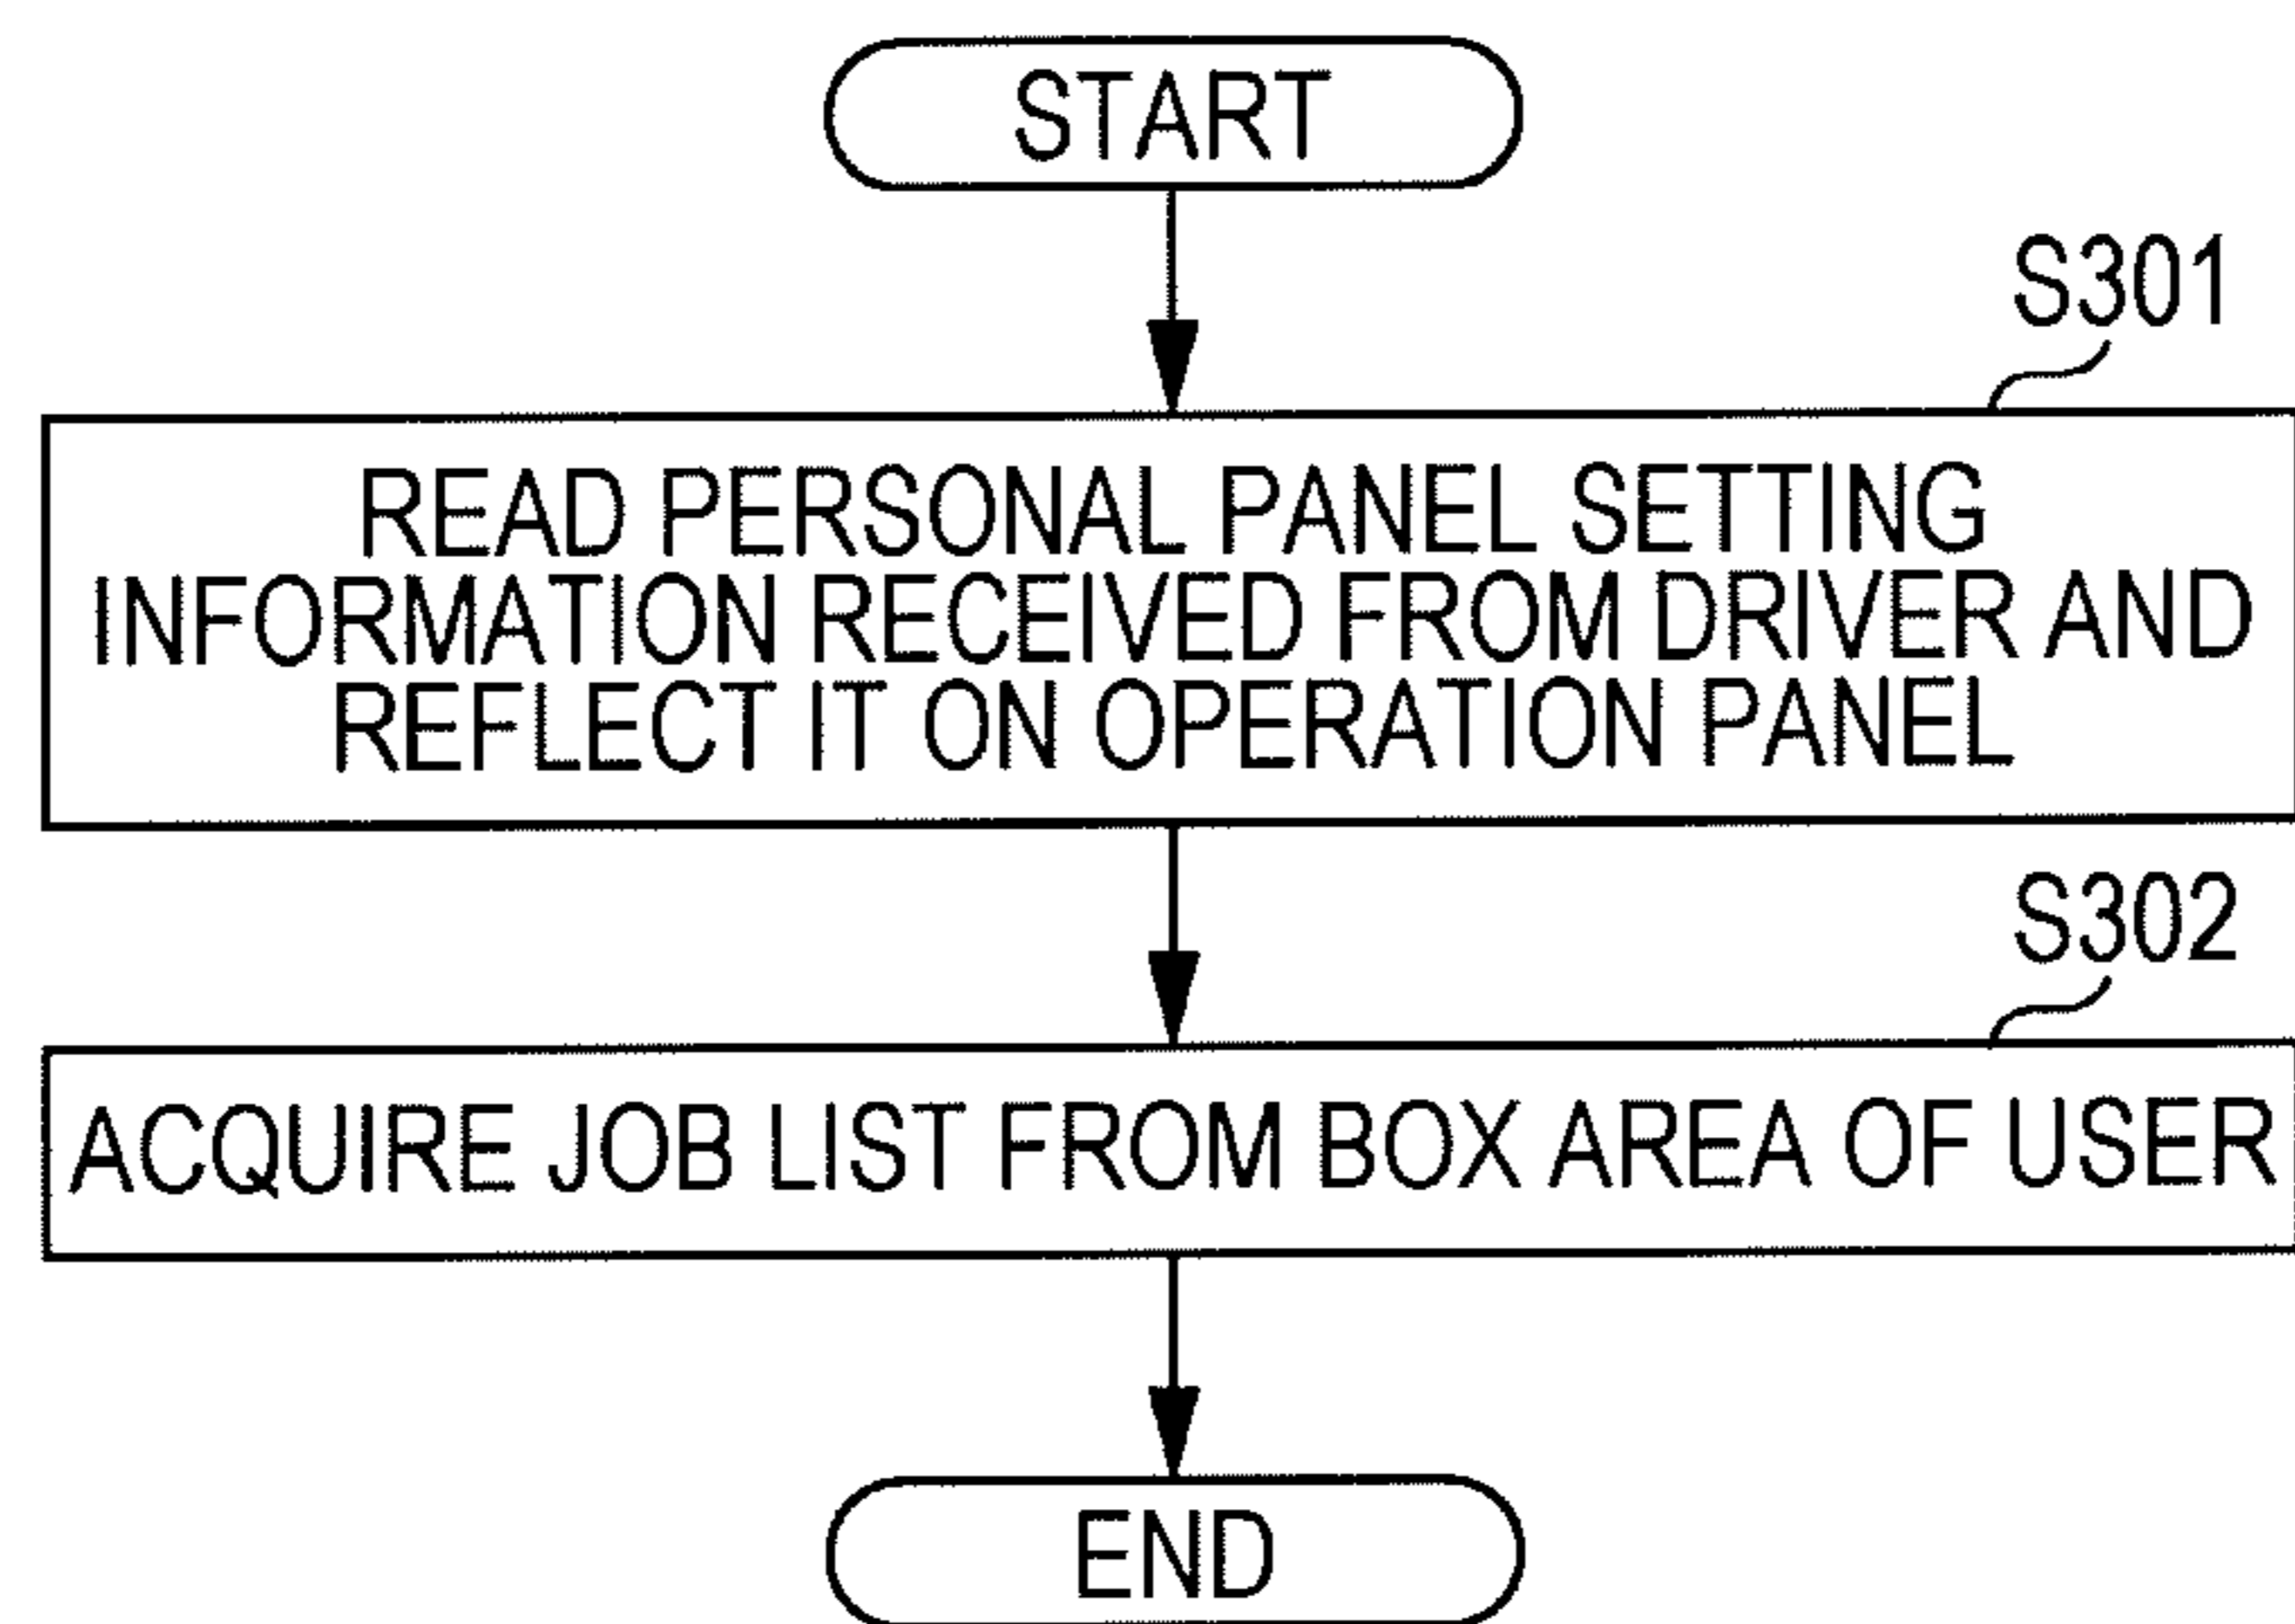 START
S301
READ PERSONAL PANEL SETTING
INFORMATION RECEIVED FROM DRIVER AND
REFLECT IT ON OPERATION PANEL
S302
ACQUIRE JOB LIST FROM BOX AREA OF USER
END